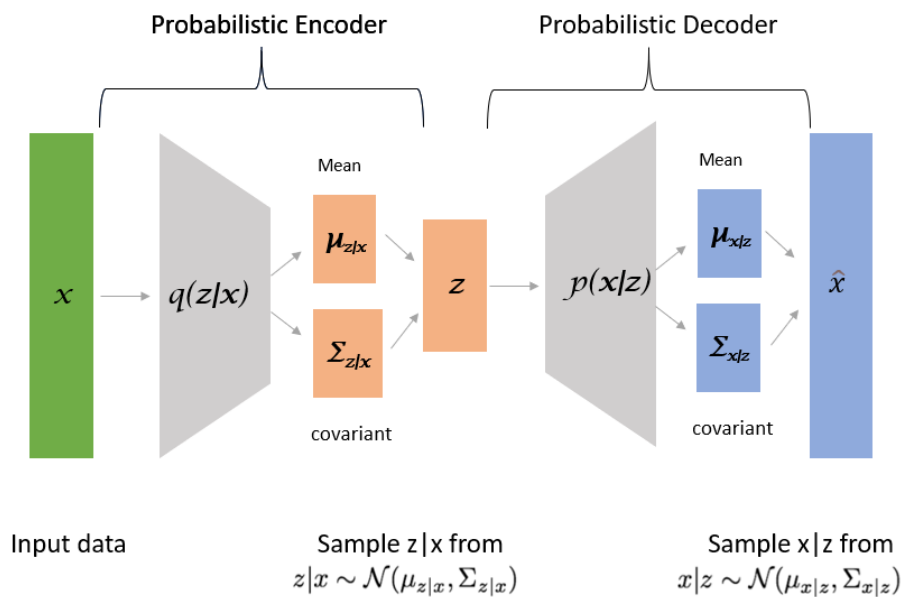 Probabilistic Encoder
Probabilistic Decoder
Mean
Mean
x
q(z|x)
μz|x
z
p(x|z)
μx|z
x̂
Σz|x
Σx|z
covariant
covariant
Input data
Sample z|x from
z|x ∼ 𝒩(μz|x, Σz|x)
Sample x|z from
x|z ∼ 𝒩(μx|z, Σx|z)